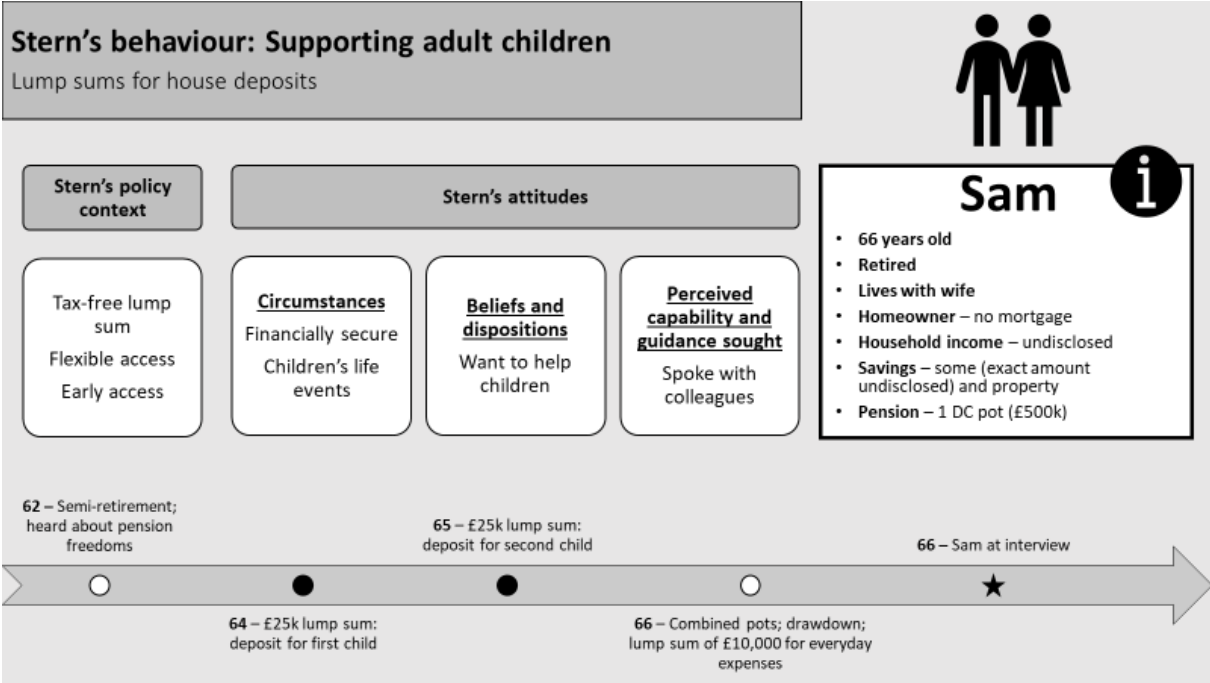 Stern's behaviour: Supporting adult children
Lump sums for house deposits
Stern's policy
context
Stern's attitudes
Tax-free lump
sum
Flexible access
Early access
Circumstances
Financially secure
Children's life
events
Beliefs and
dispositions
Want to help
children
Perceived
capability and
guidance sought
Spoke with
colleagues
i
Sam
• 66 years old
• Retired
• Lives with wife
• Homeowner – no mortgage
• Household income – undisclosed
• Savings – some (exact amount
undisclosed) and property
• Pension – 1 DC pot (£500k)
62 – Semi-retirement;
heard about pension
freedoms
64 – £25k lump sum:
deposit for first child
65 – £25k lump sum:
deposit for second child
66 – Combined pots; drawdown;
lump sum of £10,000 for everyday
expenses
66 – Sam at interview